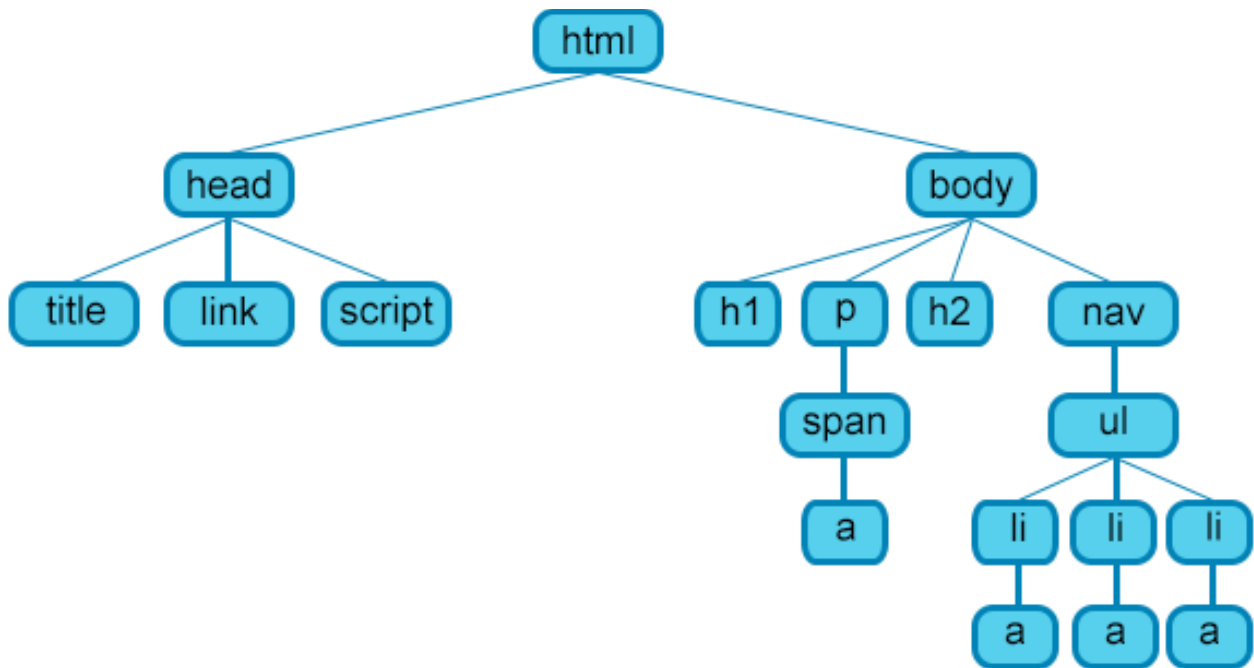 html
head body
title link script h1 p h2 nav
span ul
a li li li
a a a